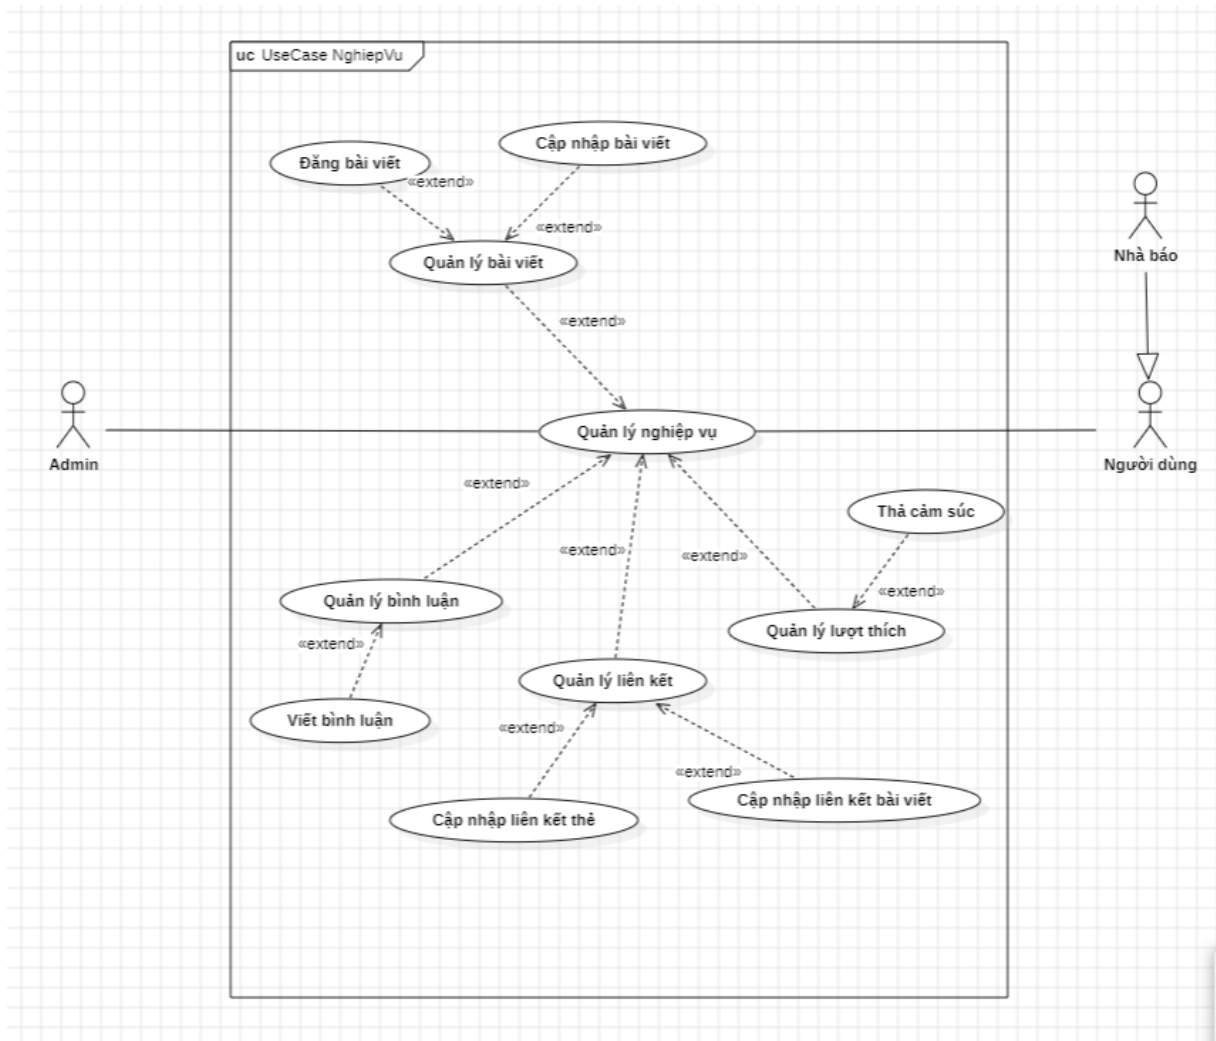 uc UseCase NghiepVu
Cập nhập bài viết
Đăng bài viết
«extend»
«extend»
Quản lý bài viết
Nhà báo
«extend»
Quản lý nghiệp vụ
Admin
Người dùng
«extend»
Thả cảm súc
«extend»
«extend»
«extend»
Quản lý bình luận
Quản lý lượt thích
«extend»
Quản lý liên kết
Viết bình luận
«extend»
«extend»
Cập nhập liên kết bài viết
Cập nhập liên kết thẻ